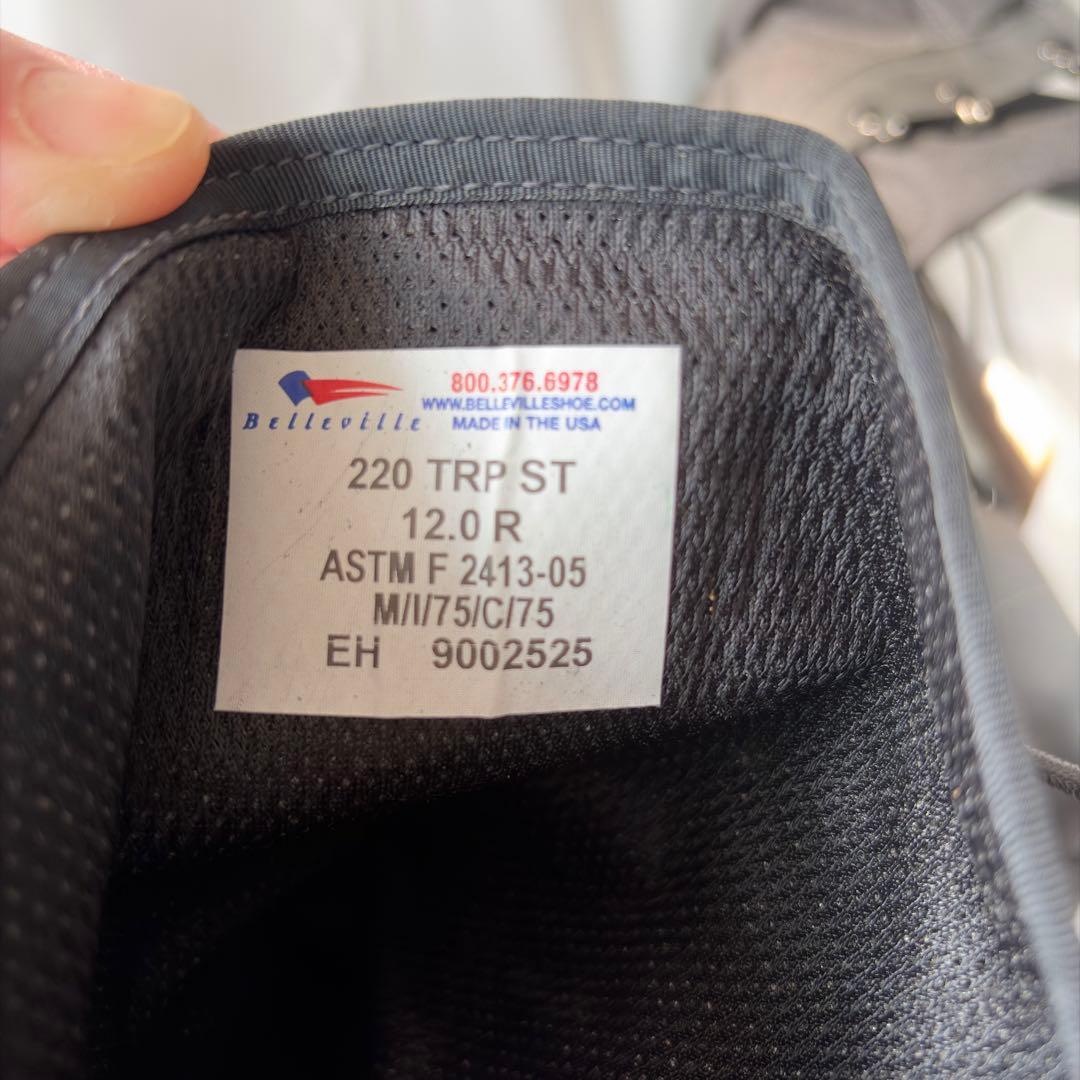 Belleville
800.376.6978
WWW.BELLEVILLESHOE.COM
MADE IN THE USA
220 TRP ST
12.0 R
ASTM F 2413-05
M/I/75/C/75
EH 9002525